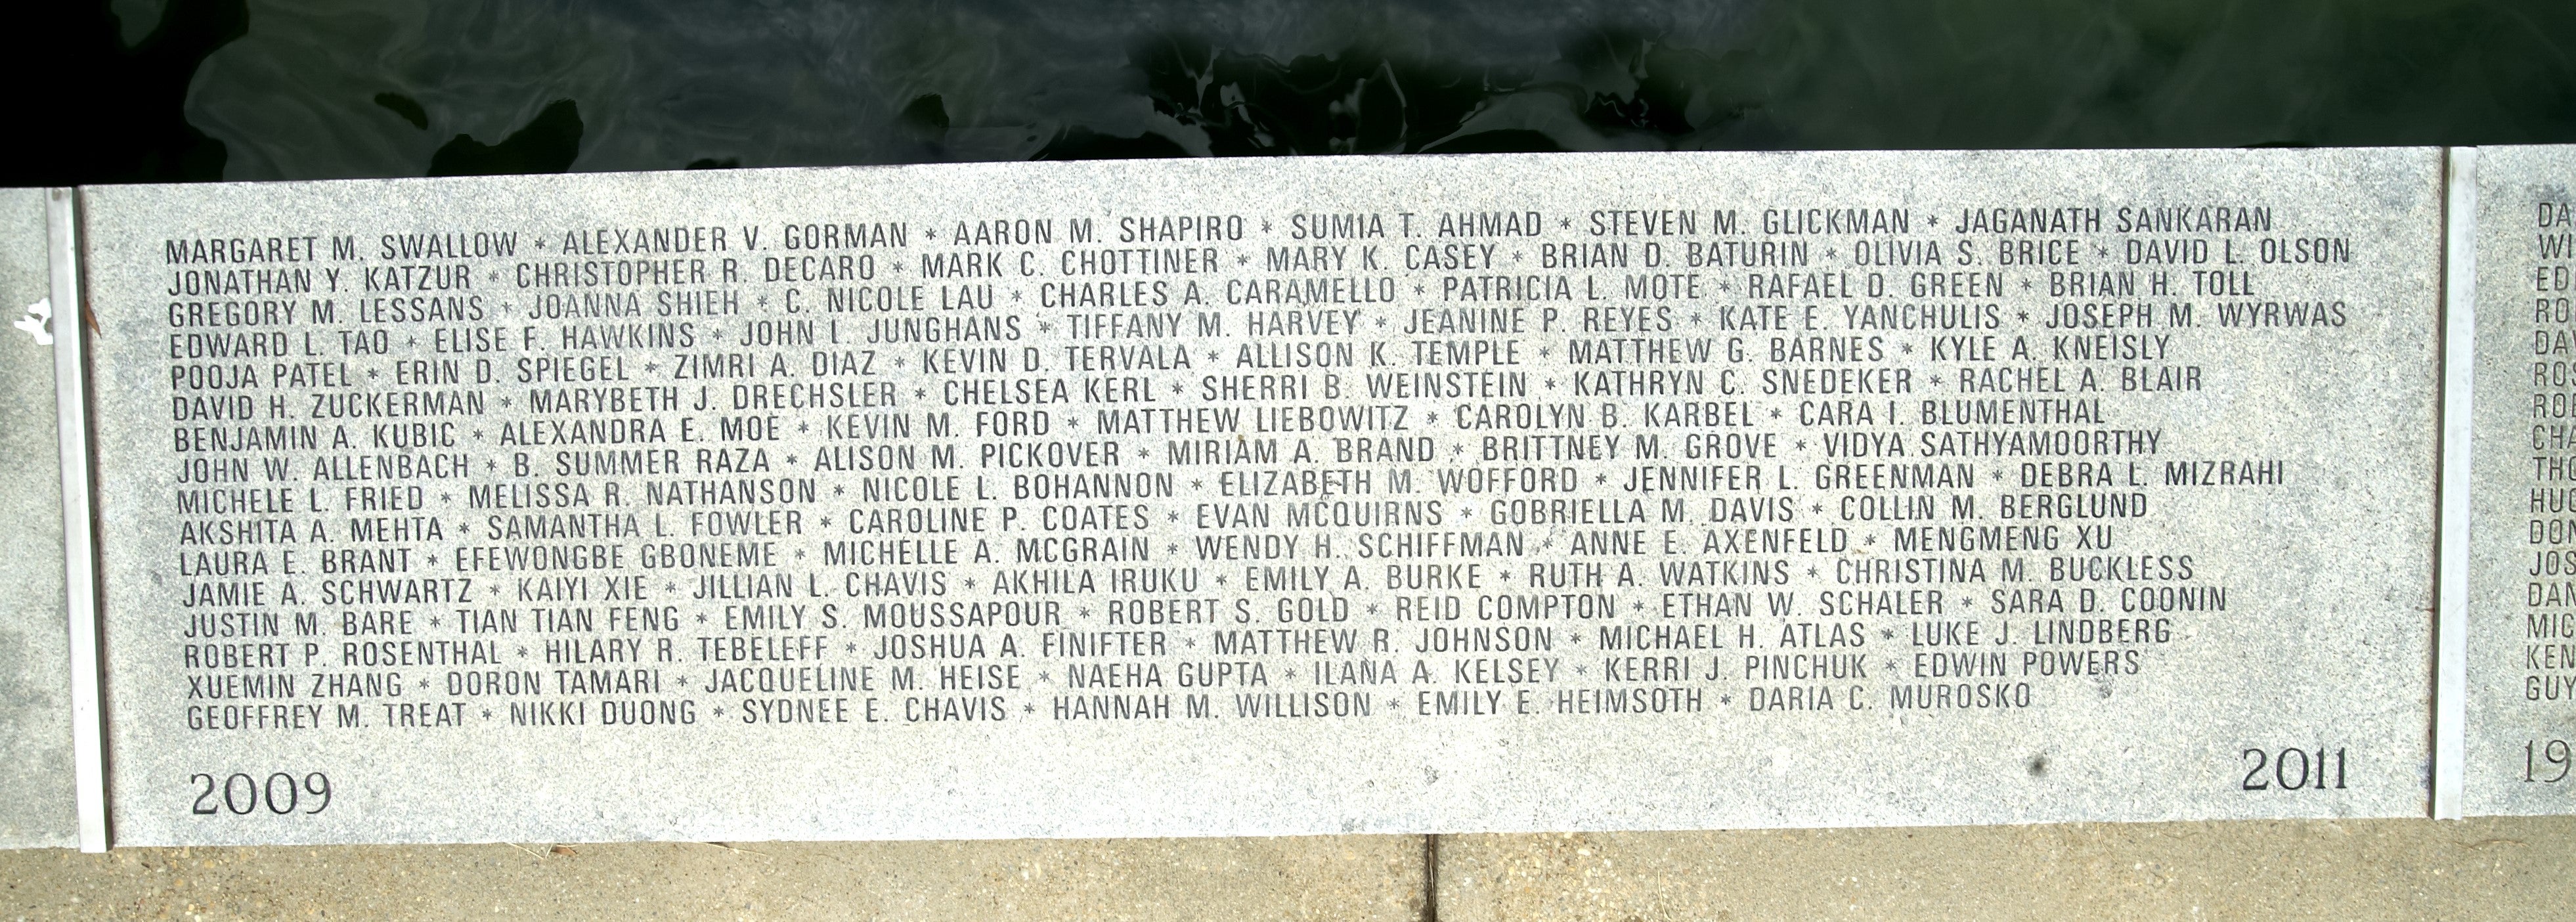 MARGARET M. SWALLOW * ALEXANDER V. GORMAN * AARON M. SHAPIRO * SUMIA T. AHMAD * STEVEN M. GLICKMAN * JAGANATH SANKARAN
JONATHAN Y. KATZUR * CHRISTOPHER R. DECARO * MARK C. CHOTTINER * MARY K. CASEY * BRIAN D. BATURIN * OLIVIA S. BRICE * DAVID L. OLSON
GREGORY M. LESSANS * JOANNA SHIEH * C. NICOLE LAU * CHARLES A. CARAMELLO * PATRICIA L. MOTE * RAFAEL D. GREEN * BRIAN H. TOLL
EDWARD L. TAO * ELISE F. HAWKINS * JOHN L. JUNGHANS * TIFFANY M. HARVEY * JEANINE P. REYES * KATE E. YANCHULIS * JOSEPH M. WYRWAS
POOJA PATEL * ERIN D. SPIEGEL * ZIMRI A. DIAZ * KEVIN D. TERVALA * ALLISON K. TEMPLE * MATTHEW G. BARNES * KYLE A. KNEISLY
DAVID H. ZUCKERMAN * MARYBETH J. DRECHSLER * CHELSEA KERL * SHERRI B. WEINSTEIN * KATHRYN C. SNEDEKER * RACHEL A. BLAIR
BENJAMIN A. KUBIC * ALEXANDRA E. MOE * KEVIN M. FORD * MATTHEW LIEBOWITZ * CAROLYN B. KARBEL * CARA I. BLUMENTHAL
JOHN W. ALLENBACH * B. SUMMER RAZA * ALISON M. PICKOVER * MIRIAM A. BRAND * BRITTNEY M. GROVE * VIDYA SATHYAMOORTHY
MICHELE L. FRIED * MELISSA R. NATHANSON * NICOLE L. BOHANNON * ELIZABETH M. WOFFORD * JENNIFER L. GREENMAN * DEBRA L. MIZRAHI
AKSHITA A. MEHTA * SAMANTHA L. FOWLER * CAROLINE P. COATES * EVAN MCQUIRNS * GOBRIELLA M. DAVIS * COLLIN M. BERGLUND
LAURA E. BRANT * EFEWONGBE GBONEME * MICHELLE A. MCGRAIN * WENDY H. SCHIFFMAN * ANNE E. AXENFELD * MENGMENG XU
JAMIE A. SCHWARTZ * KAIYI XIE * JILLIAN L. CHAVIS * AKHILA IRUKU * EMILY A. BURKE * RUTH A. WATKINS * CHRISTINA M. BUCKLESS
JUSTIN M. BARE * TIAN TIAN FENG * EMILY S. MOUSSAPOUR * ROBERT S. GOLD * REID COMPTON * ETHAN W. SCHALER * SARA D. COONIN
ROBERT P. ROSENTHAL * HILARY R. TEBELEFF * JOSHUA A. FINIFTER * MATTHEW R. JOHNSON * MICHAEL H. ATLAS * LUKE J. LINDBERG
XUEMIN ZHANG * DORON TAMARI * JACQUELINE M. HEISE * NAEHA GUPTA * ILANA A. KELSEY * KERRI J. PINCHUK * EDWIN POWERS
GEOFFREY M. TREAT * NIKKI DUONG * SYDNEE E. CHAVIS * HANNAH M. WILLISON * EMILY E. HEIMSOTH * DARIA C. MUROSKO
2009 2011